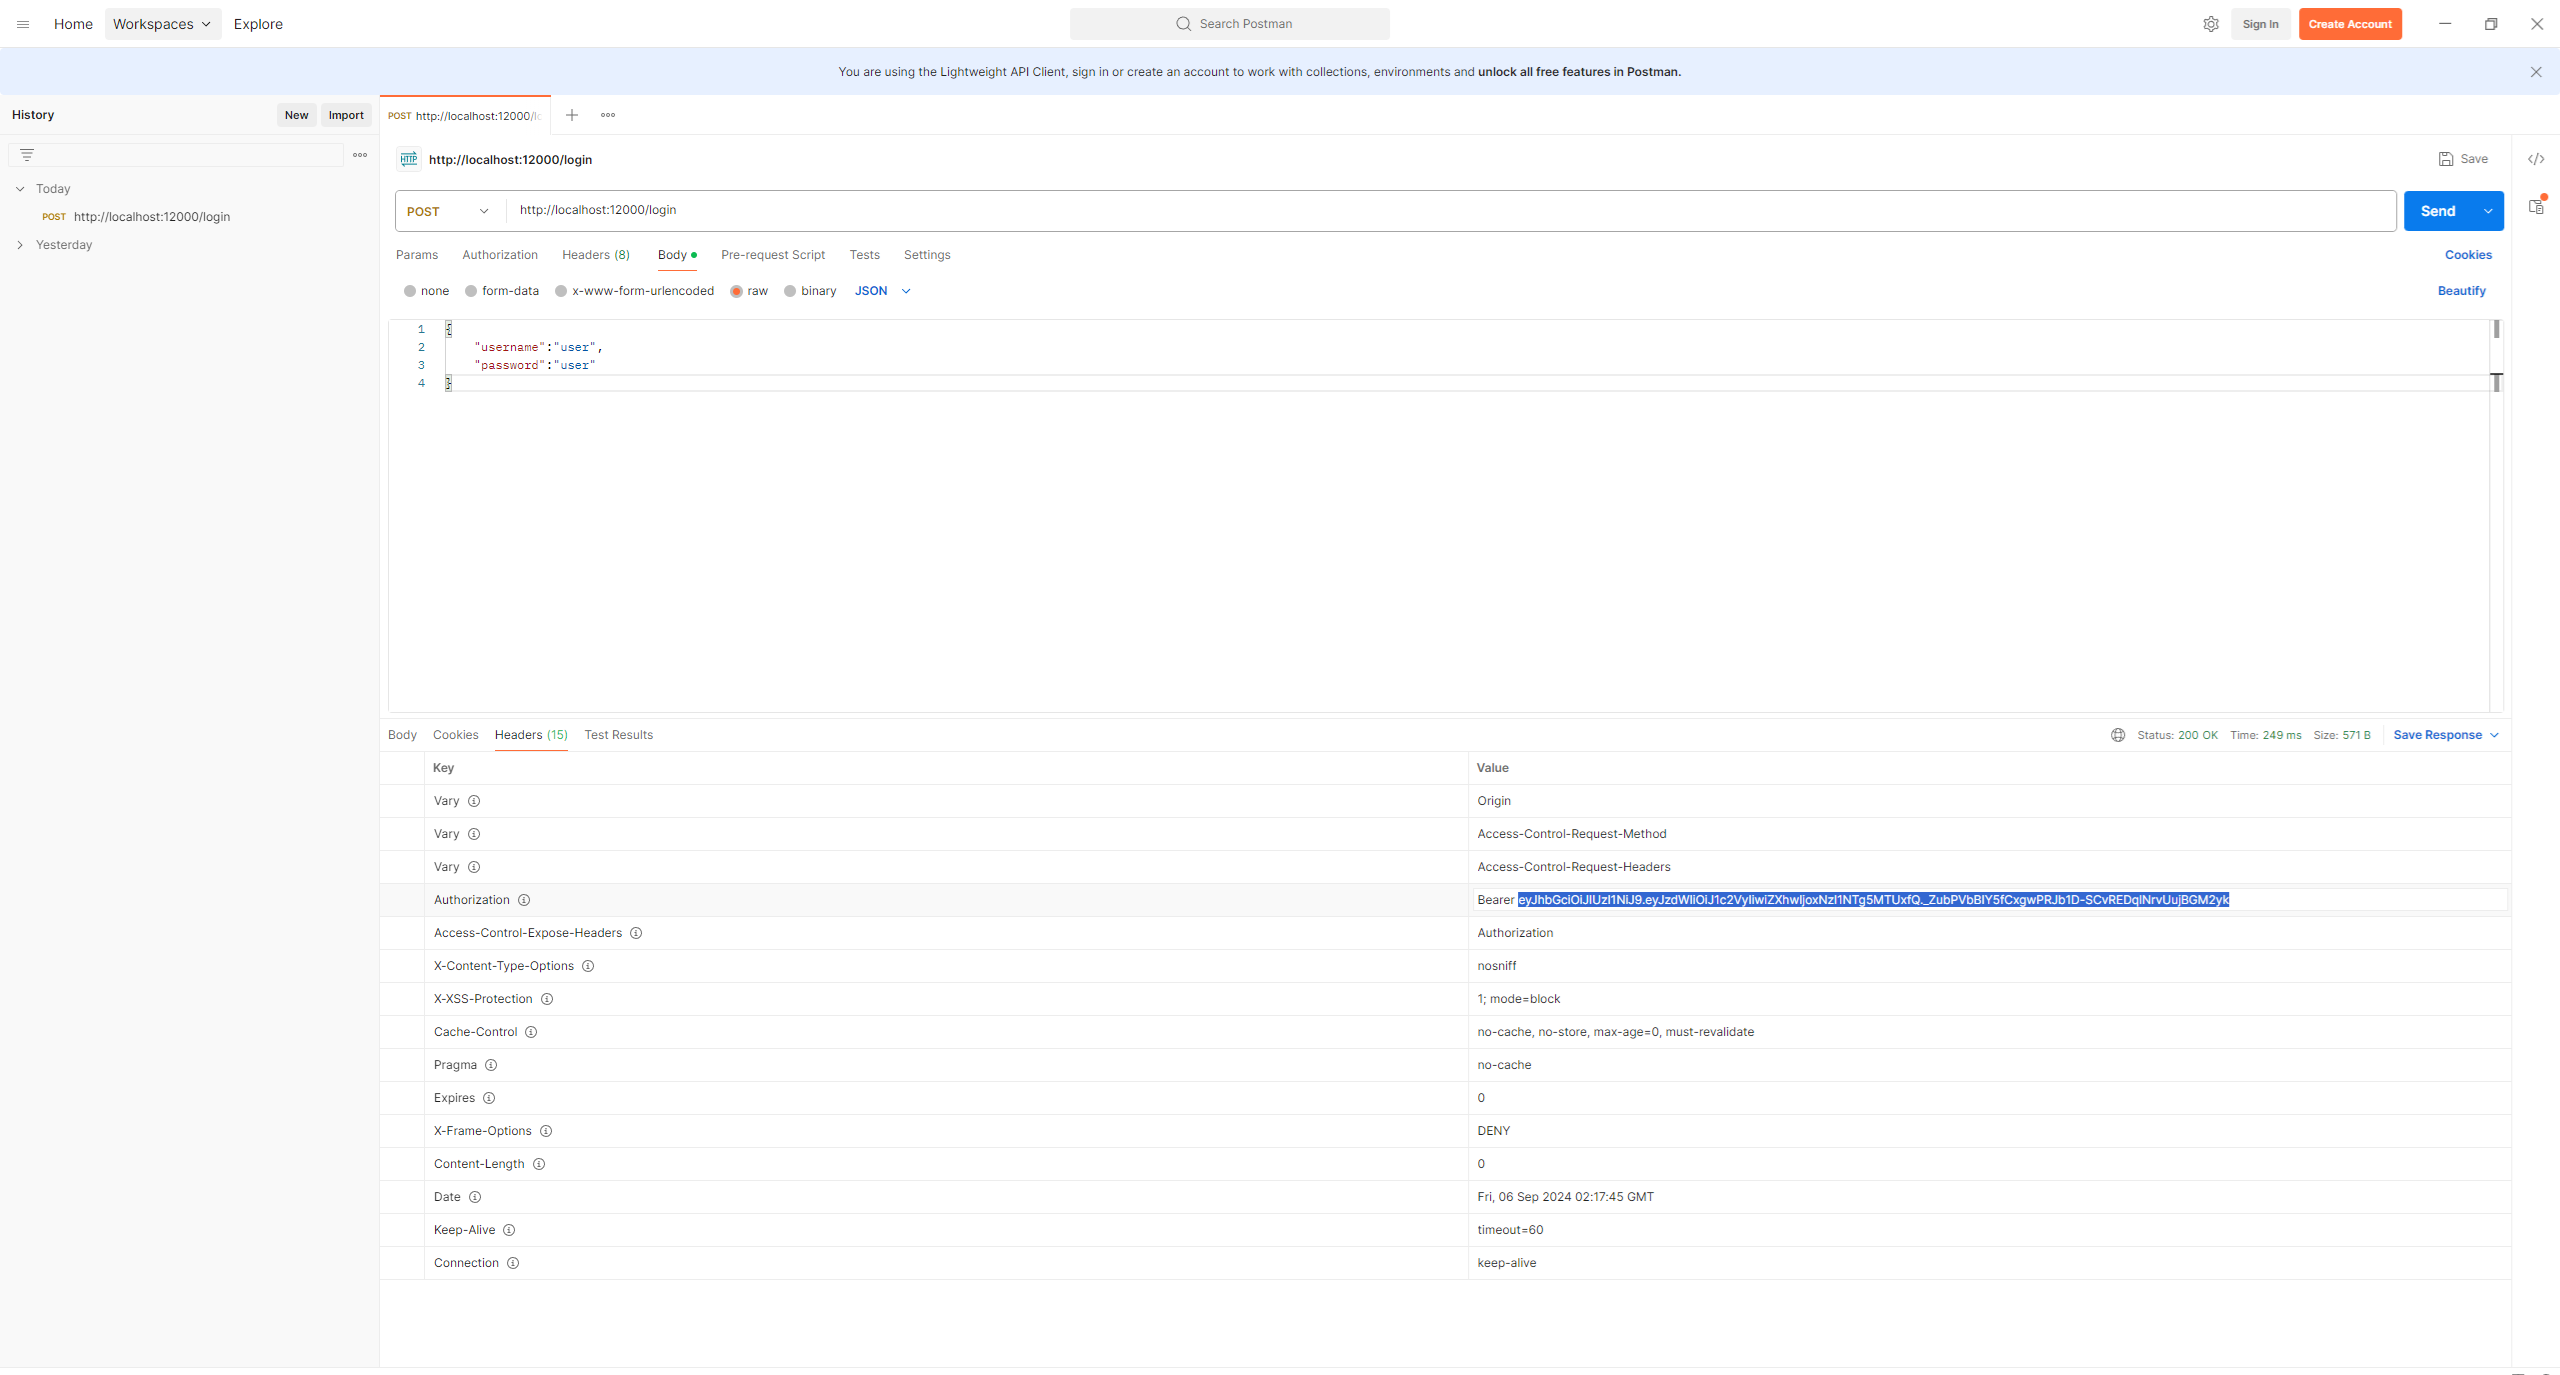 Home
Workspaces
Explore
Search Postman
Sign In
Create Account
You are using the Lightweight API Client, sign in or create an account to work with collections, environments and unlock all free features in Postman.
History
New
Import
POST http://localhost:12000/lo
HTTP http://localhost:12000/login
Save
Today
POST http://localhost:12000/login
Yesterday
POST
http://localhost:12000/login
Send
Params
Authorization
Headers (8)
Body
Pre-request Script
Tests
Settings
Cookies
none
form-data
x-www-form-urlencoded
raw
binary
JSON
Beautify
1 {
2 "username":"user",
3 "password":"user"
4 }
Body
Cookies
Headers (15)
Test Results
Status: 200 OK
Time: 249 ms
Size: 571 B
Save Response
Key Value
Vary Origin
Vary Access-Control-Request-Method
Vary Access-Control-Request-Headers
Authorization Bearer
Access-Control-Expose-Headers Authorization
X-Content-Type-Options nosniff
X-XSS-Protection 1; mode=block
Cache-Control no-cache, no-store, max-age=0, must-revalidate
Pragma no-cache
Expires 0
X-Frame-Options DENY
Content-Length 0
Date Fri, 06 Sep 2024 02:17:45 GMT
Keep-Alive timeout=60
Connection keep-alive